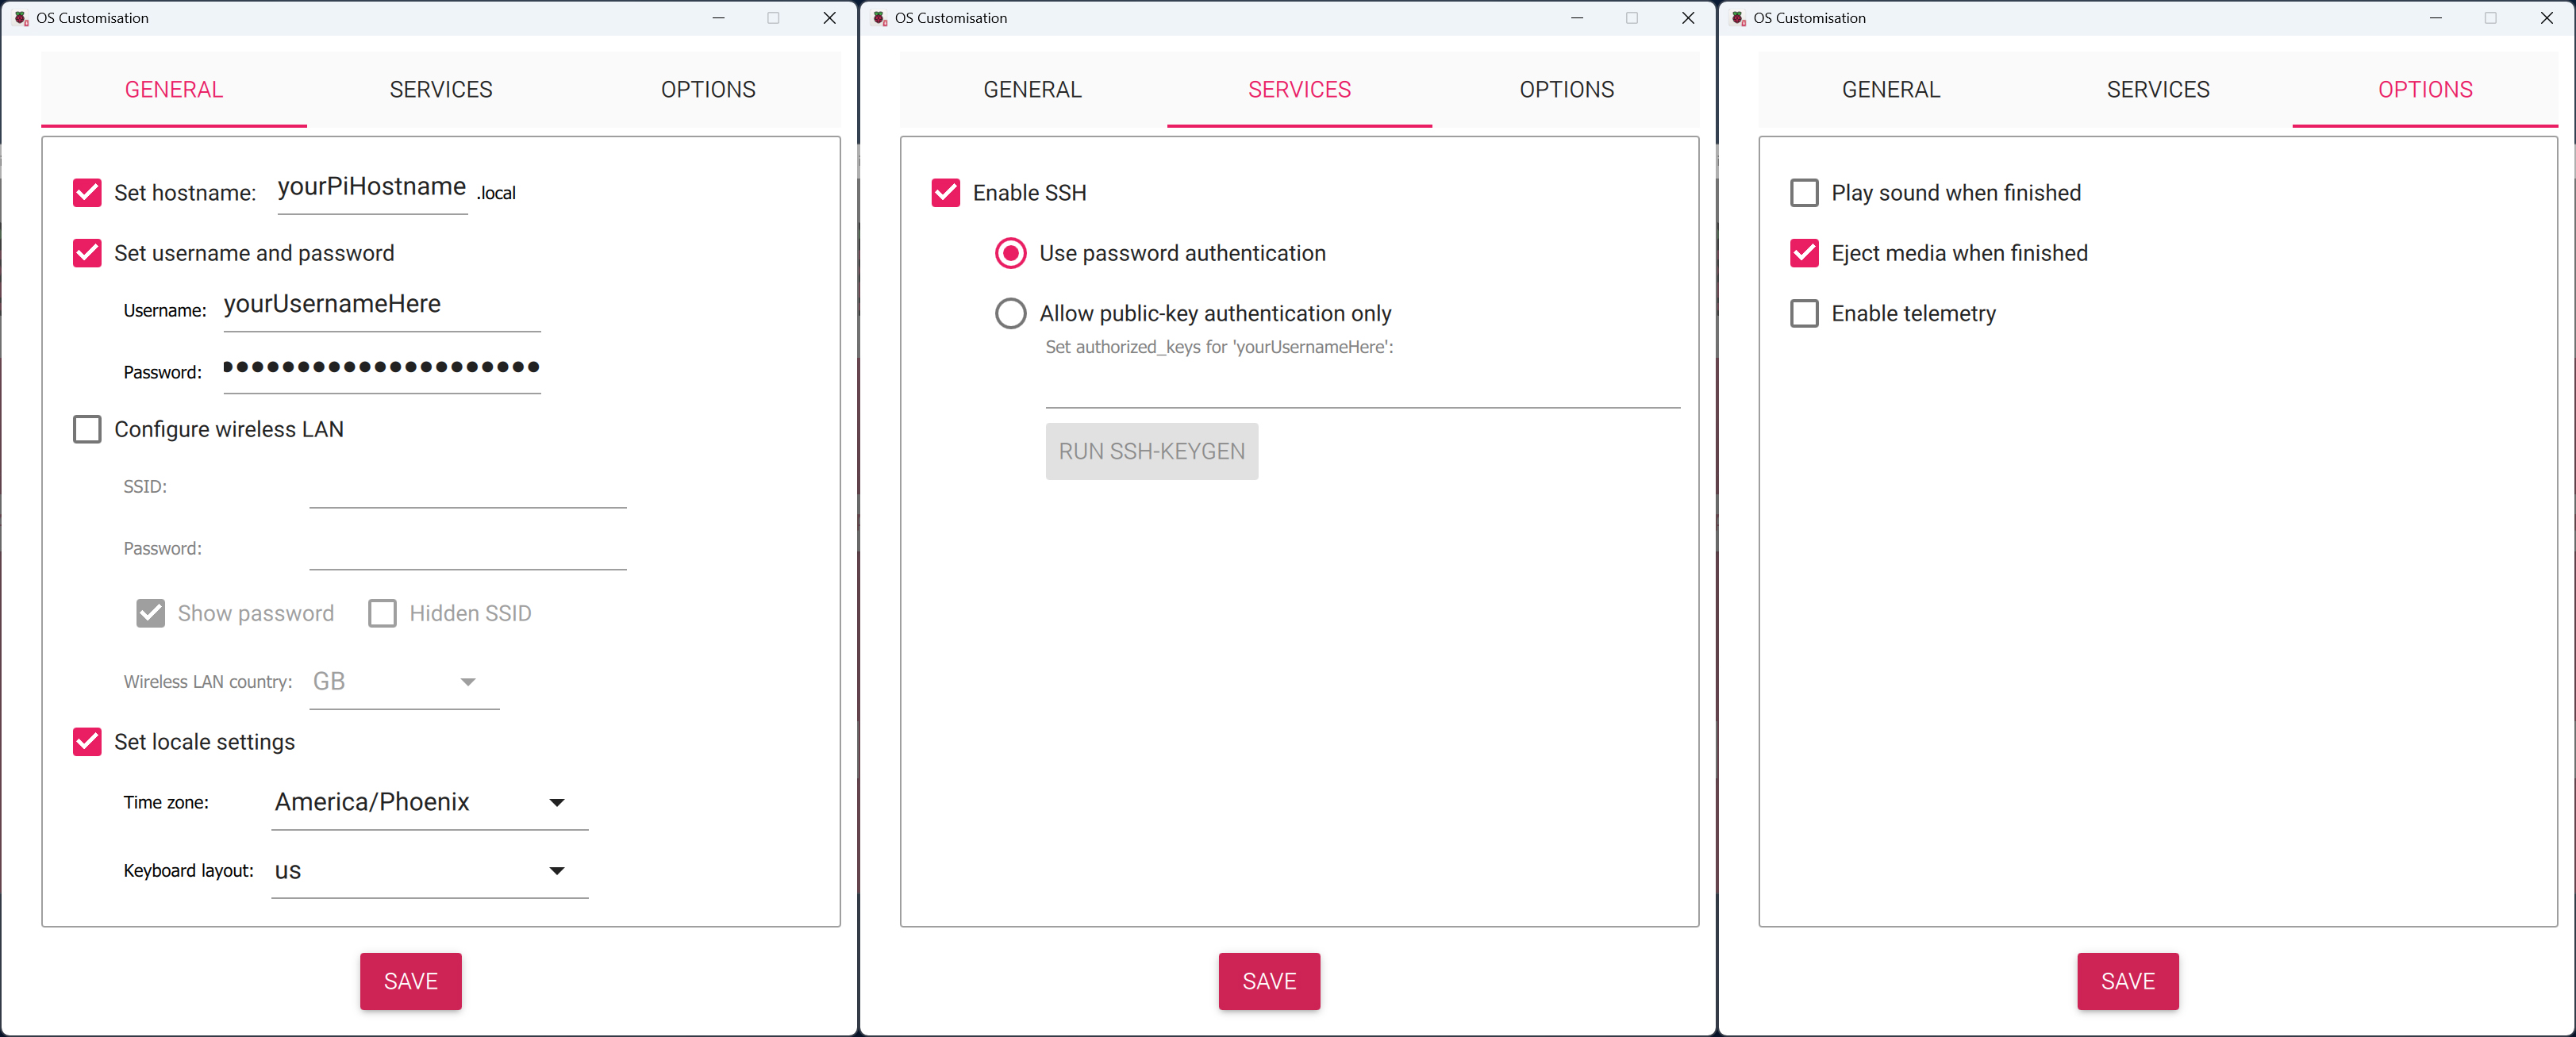 OS Customisation
GENERAL SERVICES OPTIONS
Set hostname: yourPiHostname .local
Set username and password
Username: yourUsernameHere
Password: ●●●●●●●●●●●●●●●●●●●●●
Configure wireless LAN
SSID:
Password:
Show password Hidden SSID
Wireless LAN country: GB
Set locale settings
Time zone: America/Phoenix
Keyboard layout: us
SAVE
OS Customisation
GENERAL SERVICES OPTIONS
Enable SSH
Use password authentication
Allow public-key authentication only
Set authorized_keys for 'yourUsernameHere':
RUN SSH-KEYGEN
SAVE
OS Customisation
GENERAL SERVICES OPTIONS
Play sound when finished
Eject media when finished
Enable telemetry
SAVE